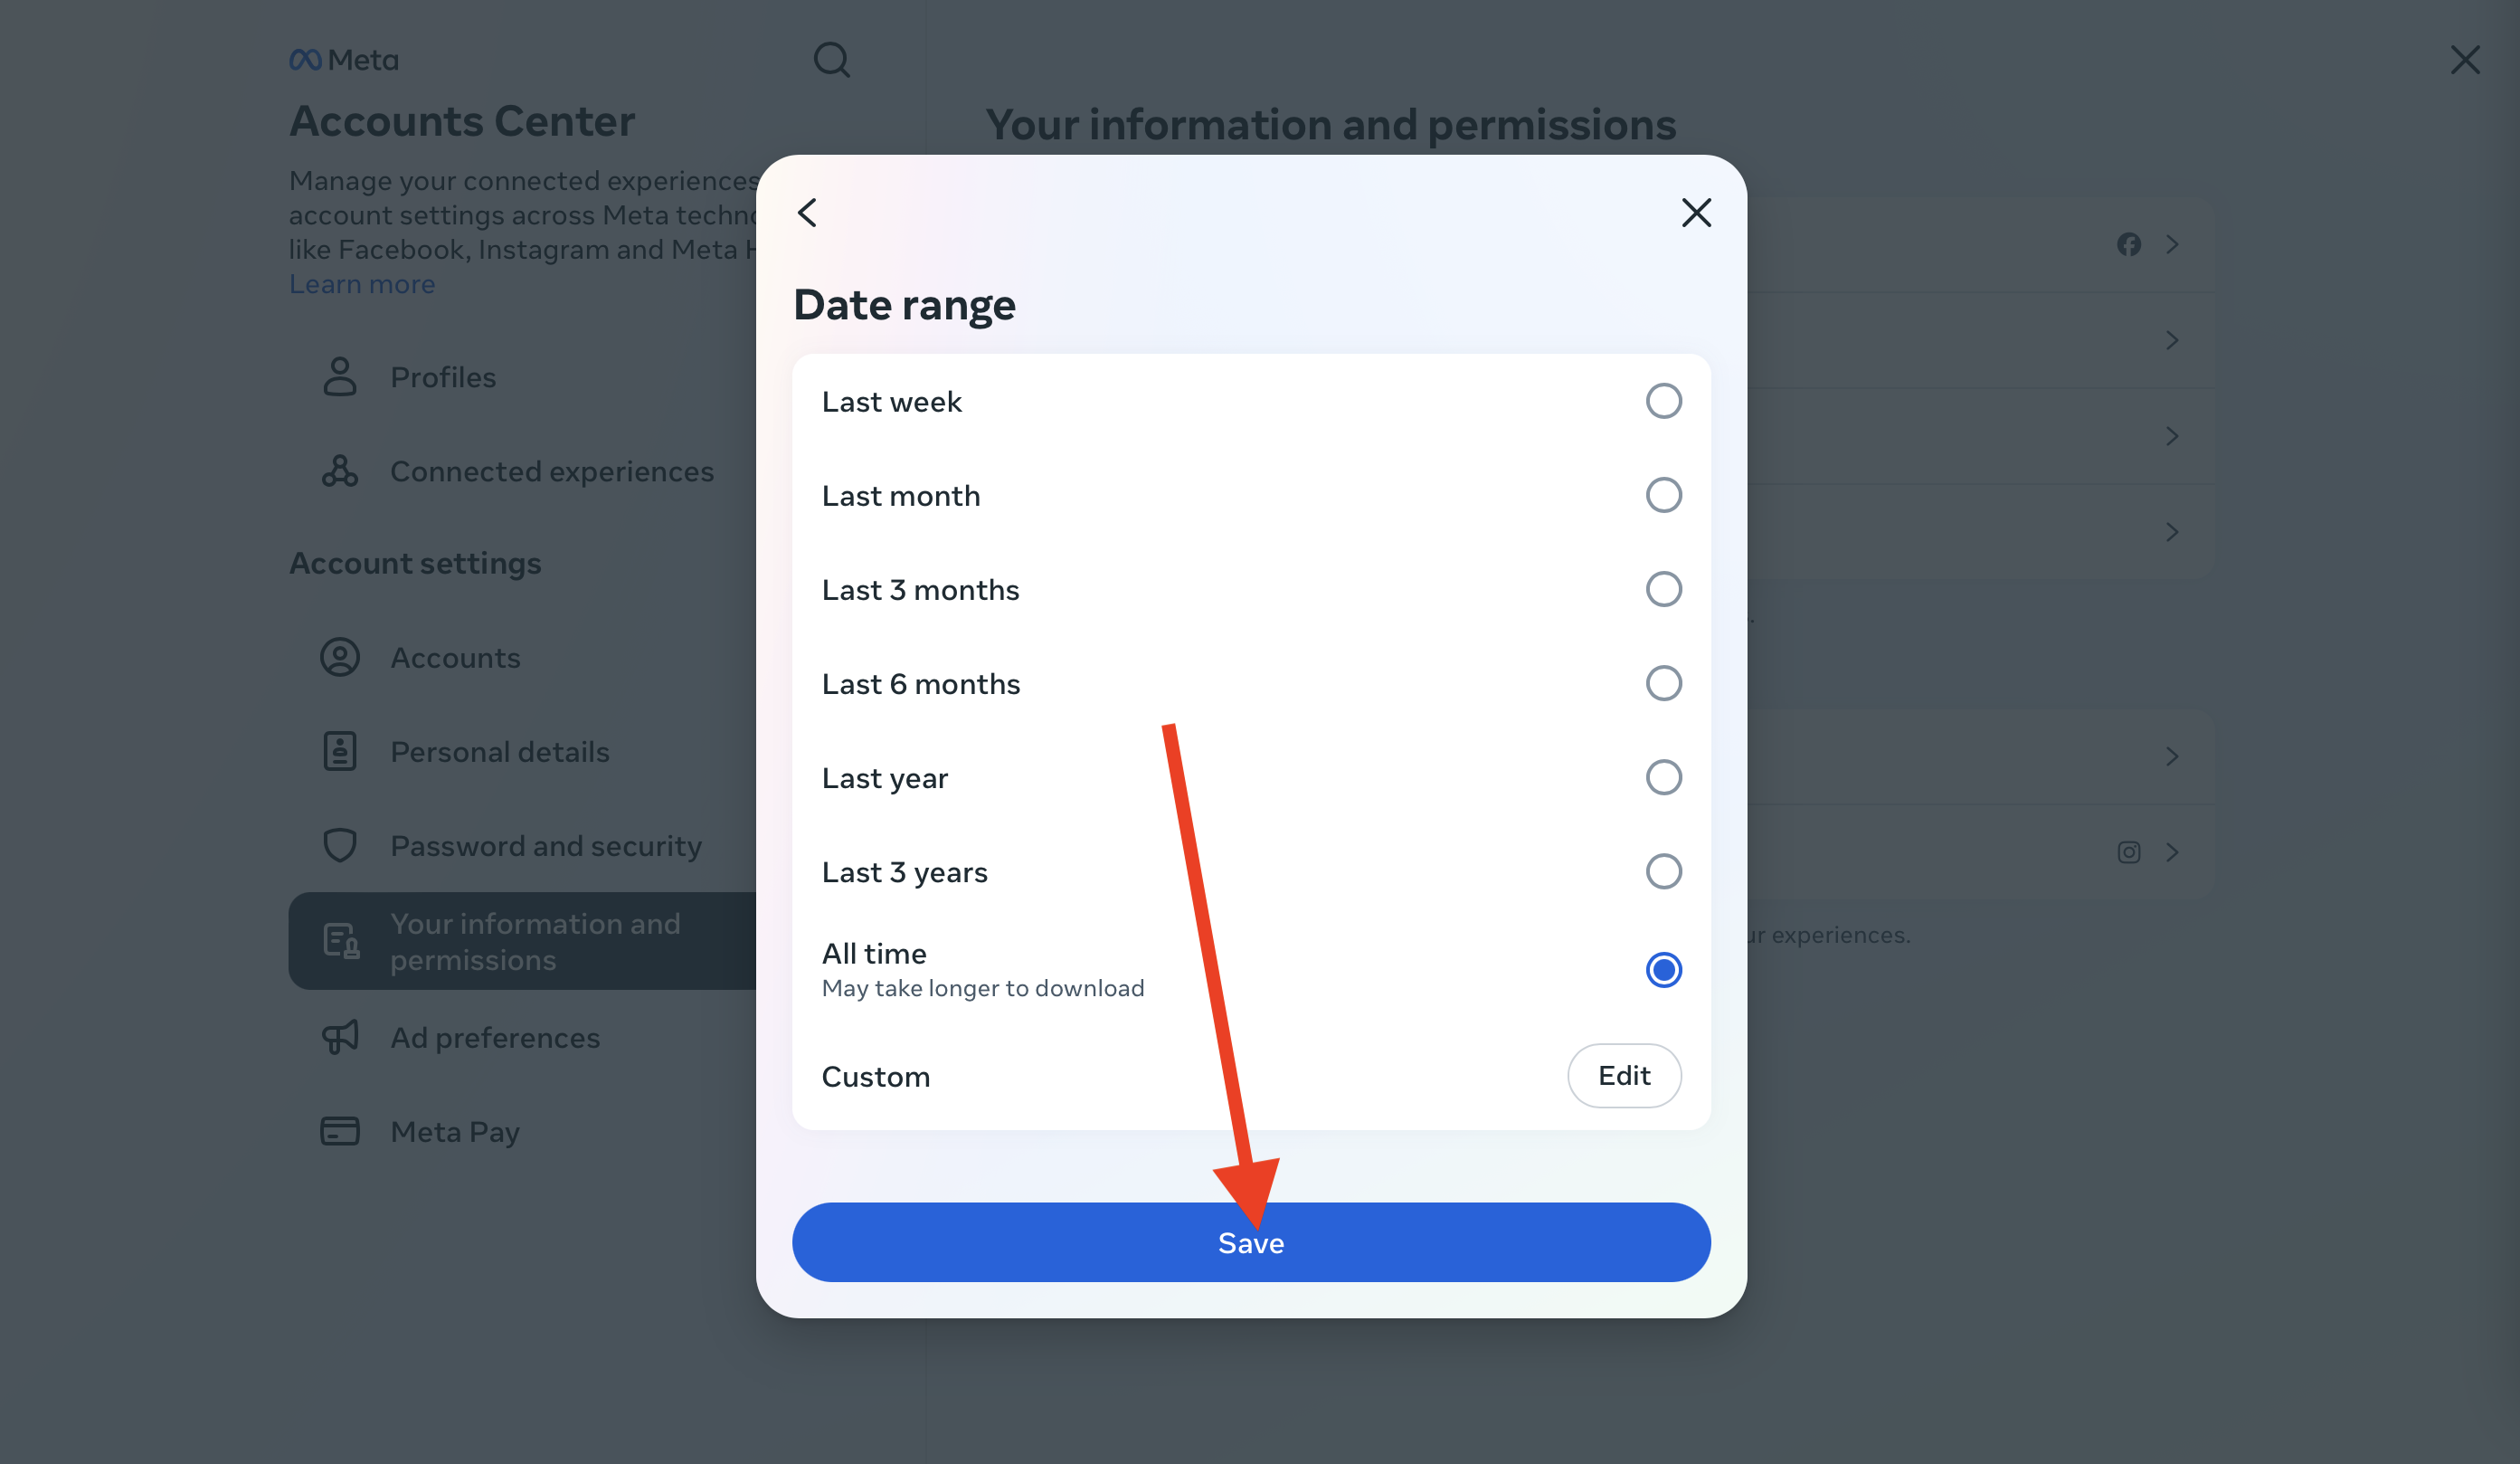 Meta
Accounts Center
Manage your connected experiences
account settings across Meta
like Facebook, Instagram and Meta
Learn more
Profiles
Connected experiences
Account settings
Accounts
Personal details
Password and security
Your information and
permissions
Ad preferences
Meta Pay
Your information and permissions
Date range
Last week
Last month
Last 3 months
Last 6 months
Last year
Last 3 years
All time
May take longer to download
Custom
Edit
Save
experiences.